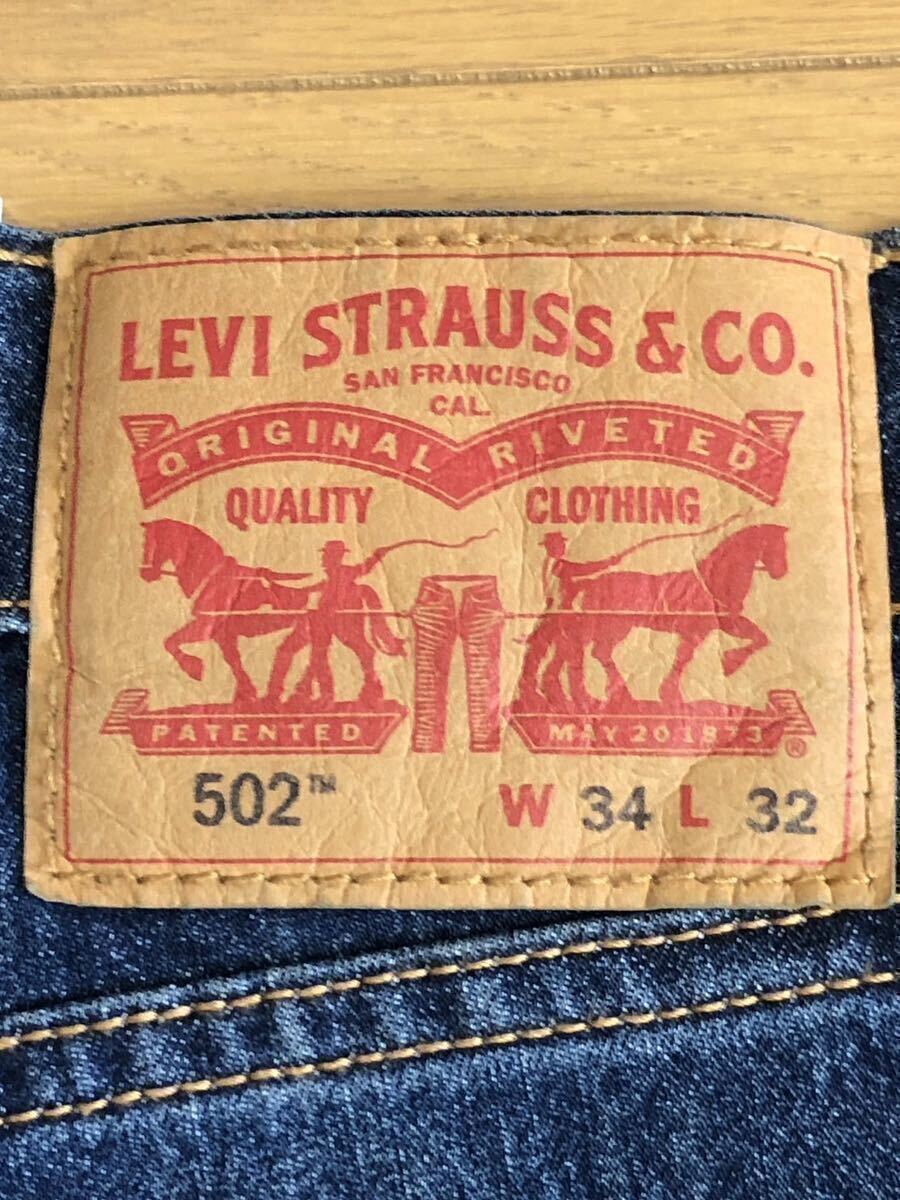 LEVI STRAUSS & CO.
SAN FRANCISCO
CAL.
ORIGINAL RIVETED
QUALITY CLOTHING
PATENTED MAY 20 1873 ®
502™ W 34 L 32